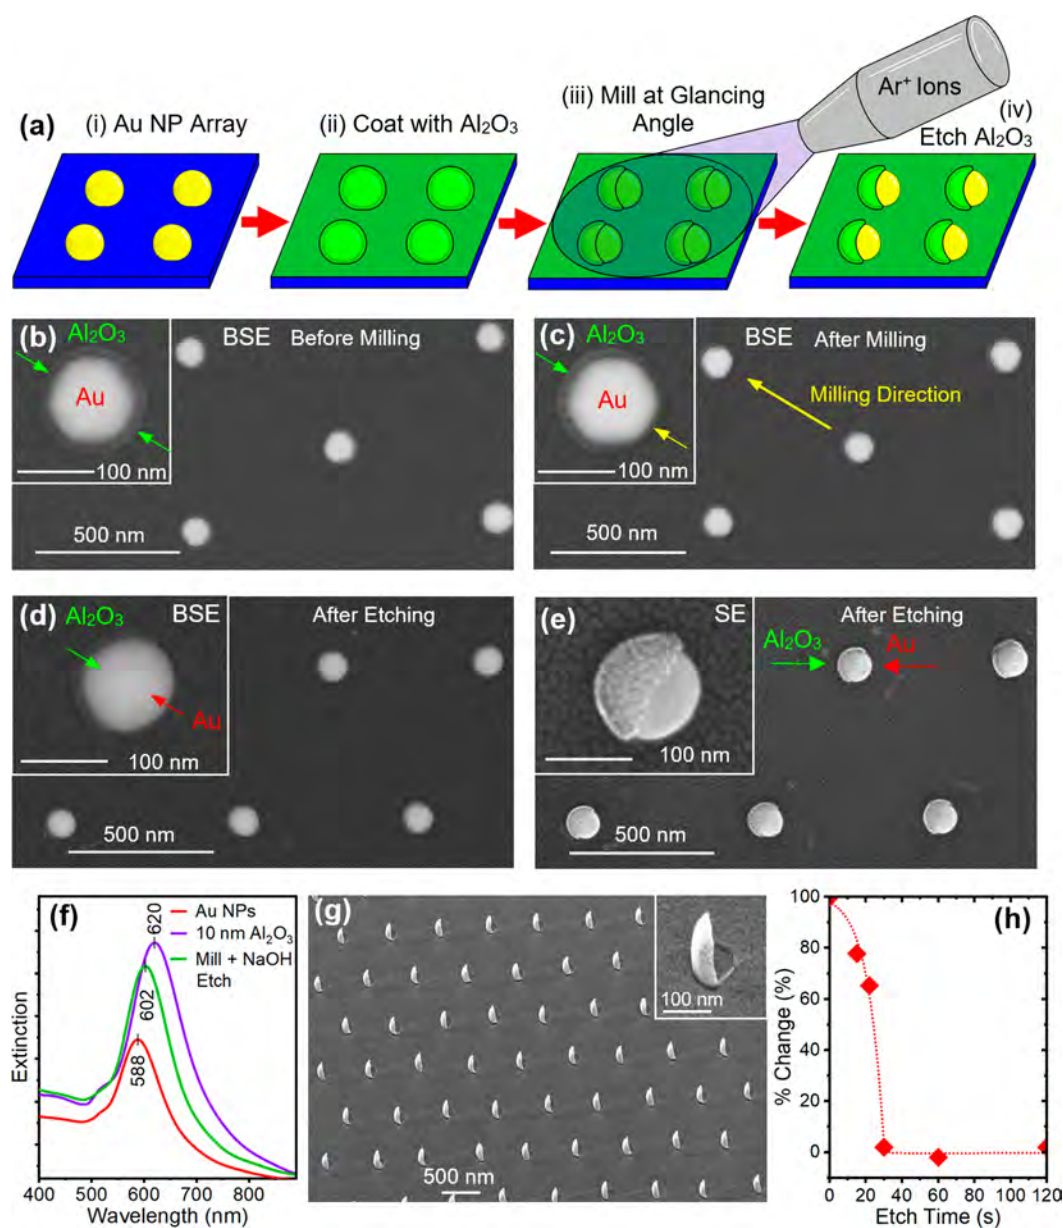 (a)
(i) Au NP Array
(ii) Coat with Al₂O₃
(iii) Mill at Glancing
Angle
Ar⁺ Ions
(iv)
Etch Al₂O₃
(b)
Al₂O₃
Au
100 nm
BSE
Before Milling
500 nm
(c)
Al₂O₃
Au
100 nm
BSE
After Milling
Milling Direction
500 nm
(d)
BSE
Al₂O₃
Au
100 nm
After Etching
500 nm
(e)
SE
100 nm
After Etching
Al₂O₃
Au
500 nm
(f)
Au NPs
10 nm Al₂O₃
Mill + NaOH
Etch
620
602
588
Extinction
400 500 600 700 800
Wavelength (nm)
(g)
100 nm
500 nm
(h)
100
80
60
40
20
0
% Change (%)
0 20 40 60 80 100 120
Etch Time (s)